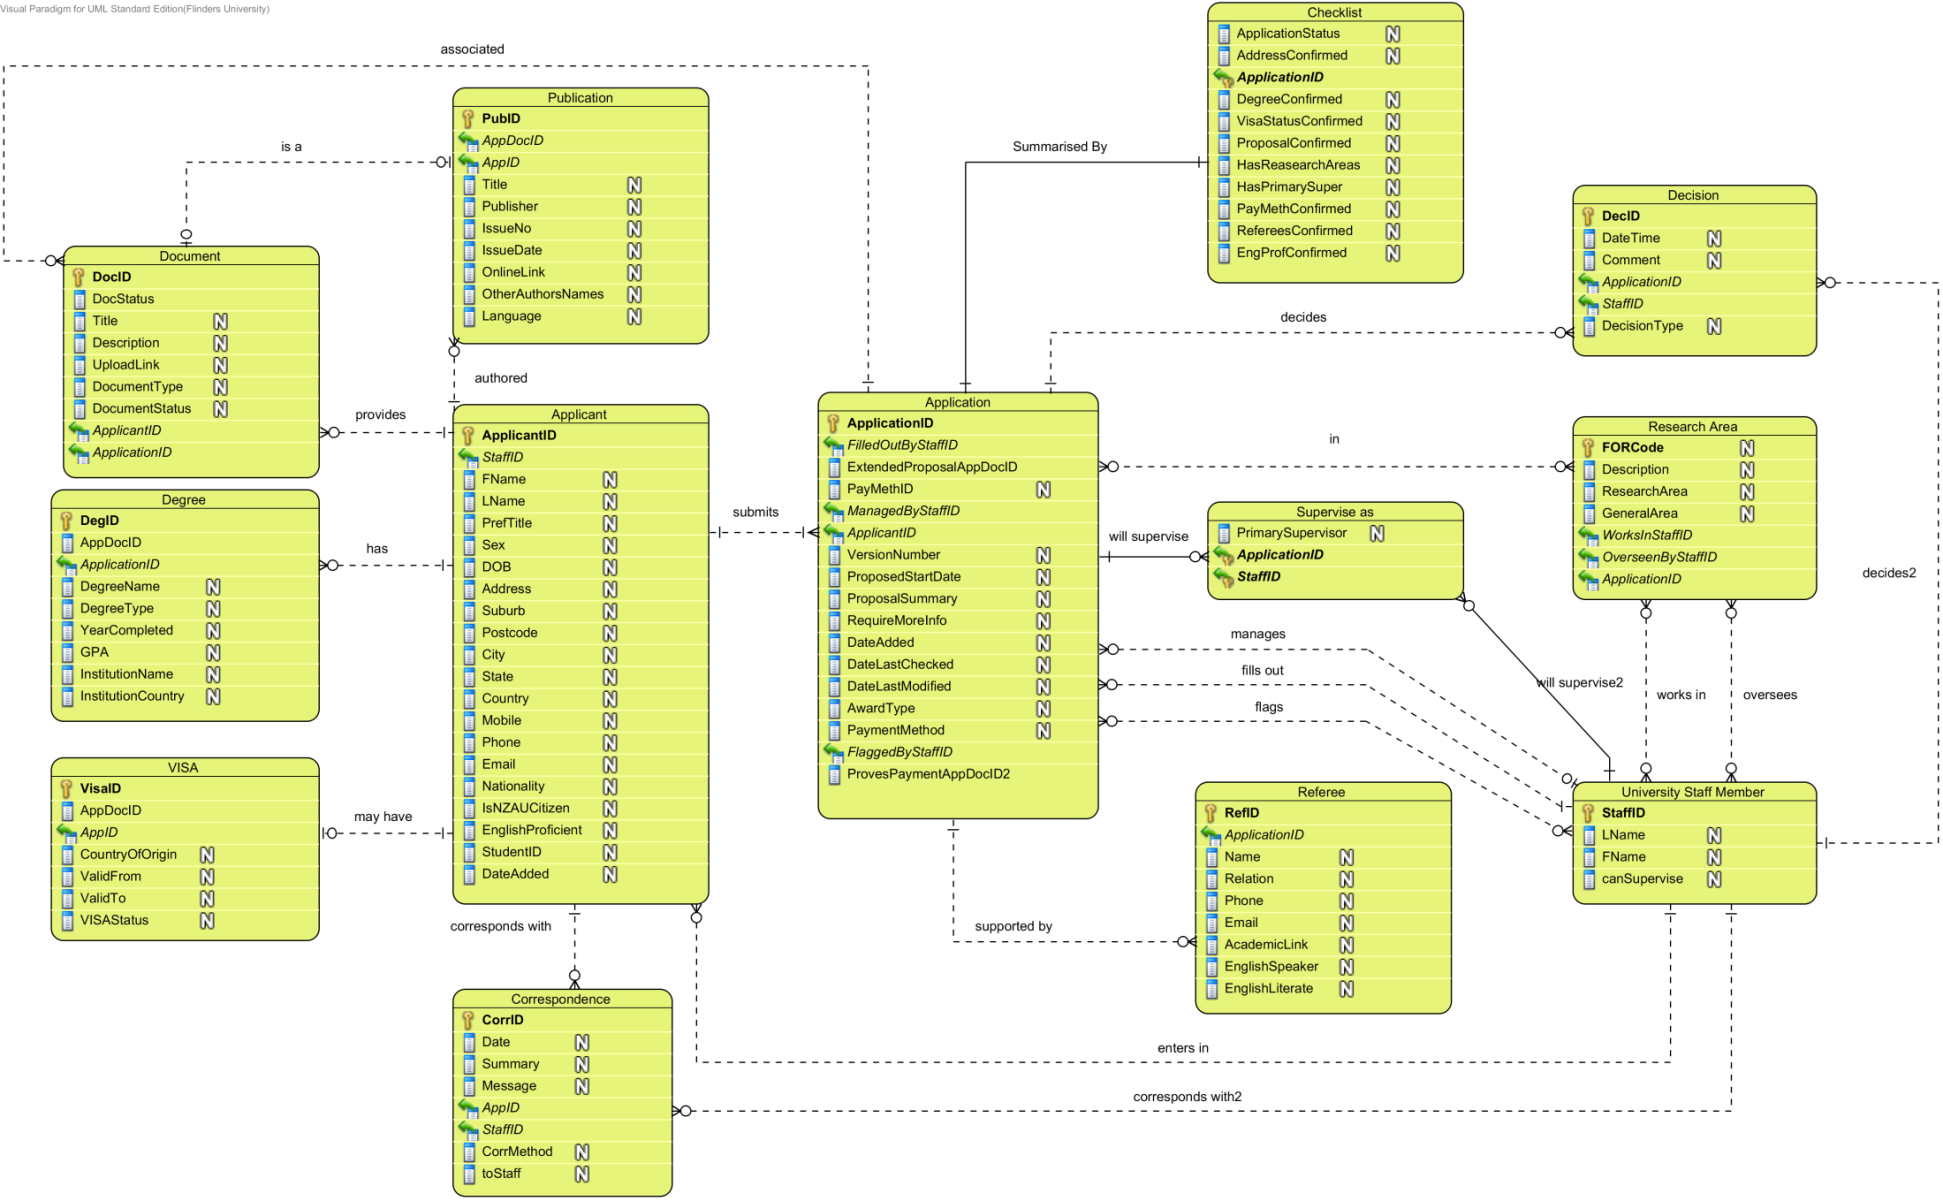 Visual Paradigm for UML Standard Edition(Flinders University)
associated
Publication
PubID
AppDocID
AppID
Title N
Publisher N
IssueNo N
IssueDate N
OnlineLink N
OtherAuthorsNames N
Language N
is a
authored
Document
DocID
DocStatus
Title N
Description N
UploadLink N
DocumentType N
DocumentStatus N
ApplicantID
ApplicationID
provides
Degree
DegID
AppDocID
ApplicationID
DegreeName N
DegreeType N
YearCompleted N
GPA N
InstitutionName N
InstitutionCountry N
has
VISA
VisaID
AppDocID
AppID
CountryOfOrigin N
ValidFrom N
ValidTo N
VISAStatus N
may have
Applicant
ApplicantID
StaffID
FName N
LName N
PrefTitle N
Sex N
DOB N
Address N
Suburb N
Postcode N
City N
State N
Country N
Mobile N
Phone N
Email N
Nationality N
IsNZAUCitizen N
EnglishProficient N
StudentID N
DateAdded N
submits
corresponds with
Correspondence
CorrID
Date N
Summary N
Message N
AppID
StaffID
CorrMethod N
toStaff N
Application
ApplicationID
FilledOutByStaffID
ExtendedProposalAppDocID
PayMethID N
ManagedByStaffID
ApplicantID
VersionNumber N
ProposedStartDate N
ProposalSummary N
RequireMoreInfo N
DateAdded N
DateLastChecked N
DateLastModified N
AwardType N
PaymentMethod N
FlaggedByStaffID
ProvesPaymentAppDocID2
Summarised By
Checklist
ApplicationStatus N
AddressConfirmed N
ApplicationID
DegreeConfirmed N
VisaStatusConfirmed N
ProposalConfirmed N
HasReasearchAreas N
HasPrimarySuper N
PayMethConfirmed N
RefereesConfirmed N
EngProfConfirmed N
decides
Decision
DecID
DateTime N
Comment N
ApplicationID
StaffID
DecisionType N
in
Research Area
FORCode N
Description N
ResearchArea N
GeneralArea N
WorksInStaffID
OverseenByStaffID
ApplicationID
decides2
will supervise
Supervise as
PrimarySupervisor N
ApplicationID
StaffID
manages
fills out
flags
will supervise2
works in
oversees
University Staff Member
StaffID
LName N
FName N
canSupervise N
Referee
RefID
ApplicationID
Name N
Relation N
Phone N
Email N
AcademicLink N
EnglishSpeaker N
EnglishLiterate N
supported by
enters in
corresponds with2